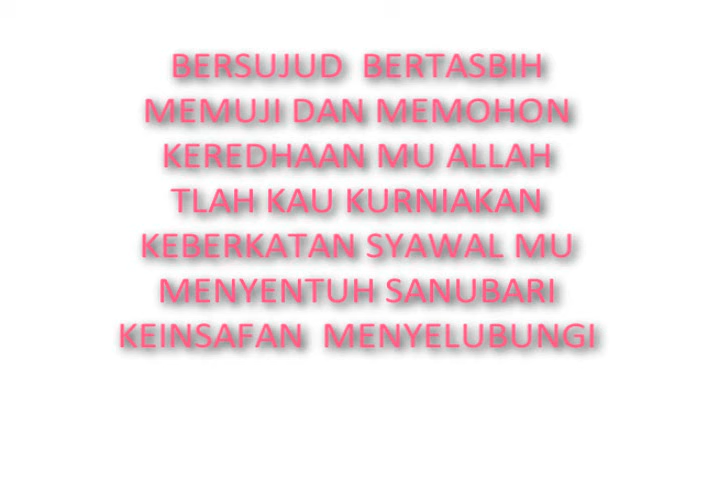 BERSUJUD  BERTASBIH
MEMUJI DAN MEMOHON
KEREDHAAN MU ALLAH
TLAH KAU KURNIAKAN
KEBERKATAN SYAWAL MU
MENYENTUH SANUBARI
KEINSAFAN  MENYELUBUNGI